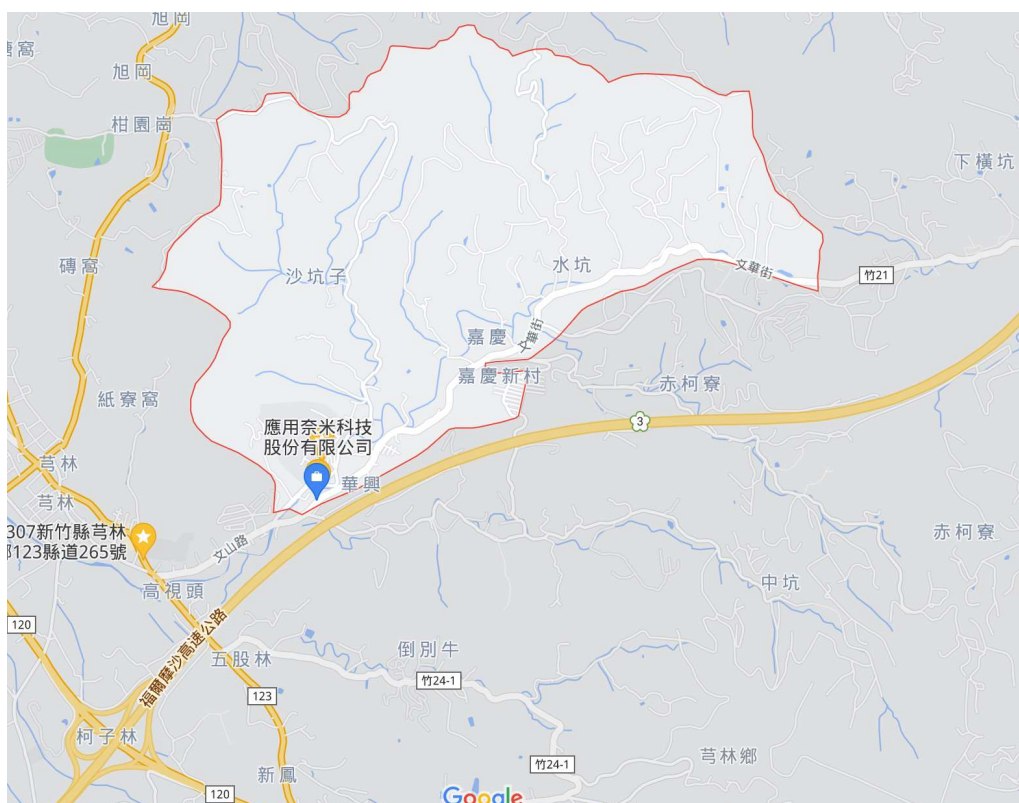 旭岡
旭岡
柑園崗
下橫坑
磚窩
沙坑子
水坑
文華街
竹21
嘉慶
文華街
嘉慶新村
赤柯寮
紙寮窩
3
應用奈米科技
股份有限公司
芎林
華興
芎林
307新竹縣芎林
123縣道265號
文山路
赤柯寮
高視頭
中坑
120
福爾摩沙高速公路
五股林
倒別牛
竹24-1
123
柯子林
新鳳
芎林鄉
竹24-1
120
Google